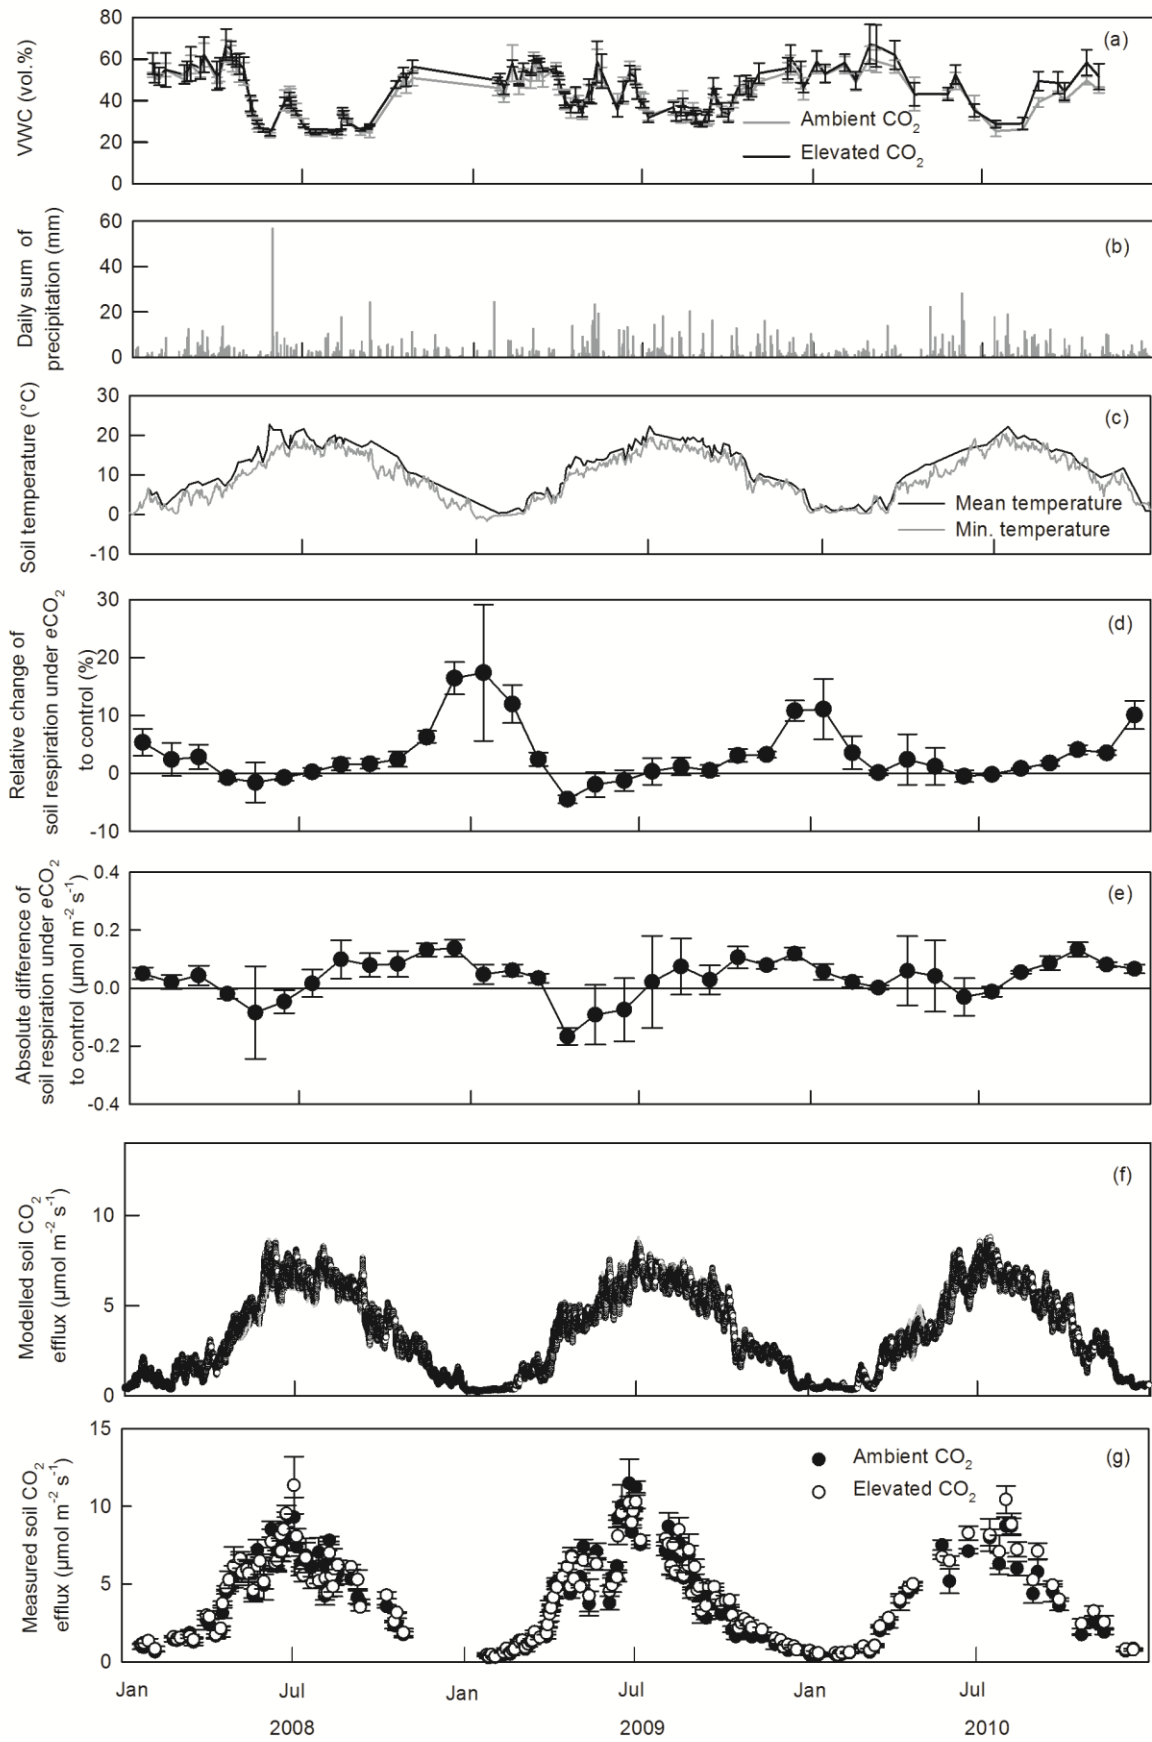 80
60
40
20
0
VWC (vol.%)
(a)
Ambient CO2
Elevated CO2
60
40
20
0
Daily sum of
precipitation (mm)
(b)
30
20
10
0
-10
Soil temperature (°C)
(c)
Mean temperature
Min. temperature
30
20
10
0
-10
Relative change of
soil respiration under eCO2
to control (%)
(d)
0.4
0.2
0.0
-0.2
-0.4
Absolute difference of
soil respiration under eCO2
to control (µmol m-2 s-1)
(e)
10
5
0
Modelled soil CO2
efflux (µmol m-2 s-1)
(f)
15
10
5
0
Measured soil CO2
efflux (µmol m-2 s-1)
(g)
Ambient CO2
Elevated CO2
Jan Jul Jan Jul Jan Jul
2008 2009 2010